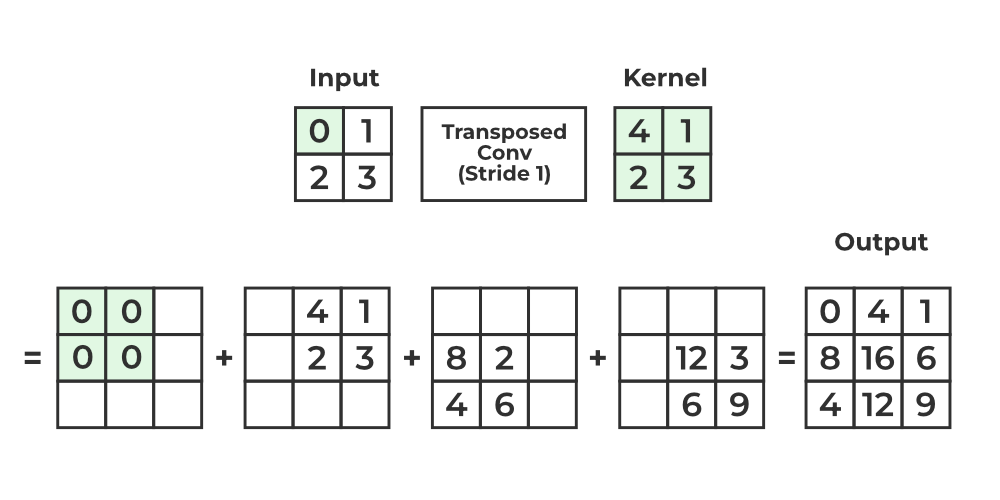 Input
Kernel
0 1
2 3
Transposed
Conv
(Stride 1)
4 1
2 3
Output
= 0 0 + 4 1 + + = 0 4 1
0 0 2 3 8 2 12 3 8 16 6
4 6 6 9 4 12 9